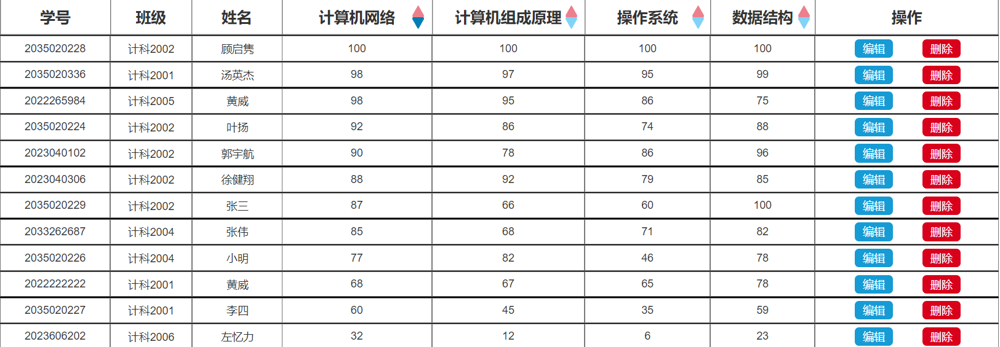 学号 班级 姓名 计算机网络 计算机组成原理 操作系统 数据结构 操作
2035020228 计科2002 顾启隽 100 100 100 100 编辑 删除
2035020336 计科2001 汤英杰 98 97 95 99 编辑 删除
2022265984 计科2005 黄威 98 95 86 75 编辑 删除
2035020224 计科2002 叶扬 92 86 74 88 编辑 删除
2023040102 计科2002 郭宇航 90 78 86 96 编辑 删除
2023040306 计科2002 徐健翔 88 92 79 85 编辑 删除
2035020229 计科2002 张三 87 66 60 100 编辑 删除
2033262687 计科2004 张伟 85 68 71 82 编辑 删除
2035020226 计科2004 小明 77 82 46 78 编辑 删除
2022222222 计科2001 黄威 68 67 65 78 编辑 删除
2035020227 计科2001 李四 60 45 35 59 编辑 删除
2023606202 计科2006 左忆力 32 12 6 23 编辑 删除